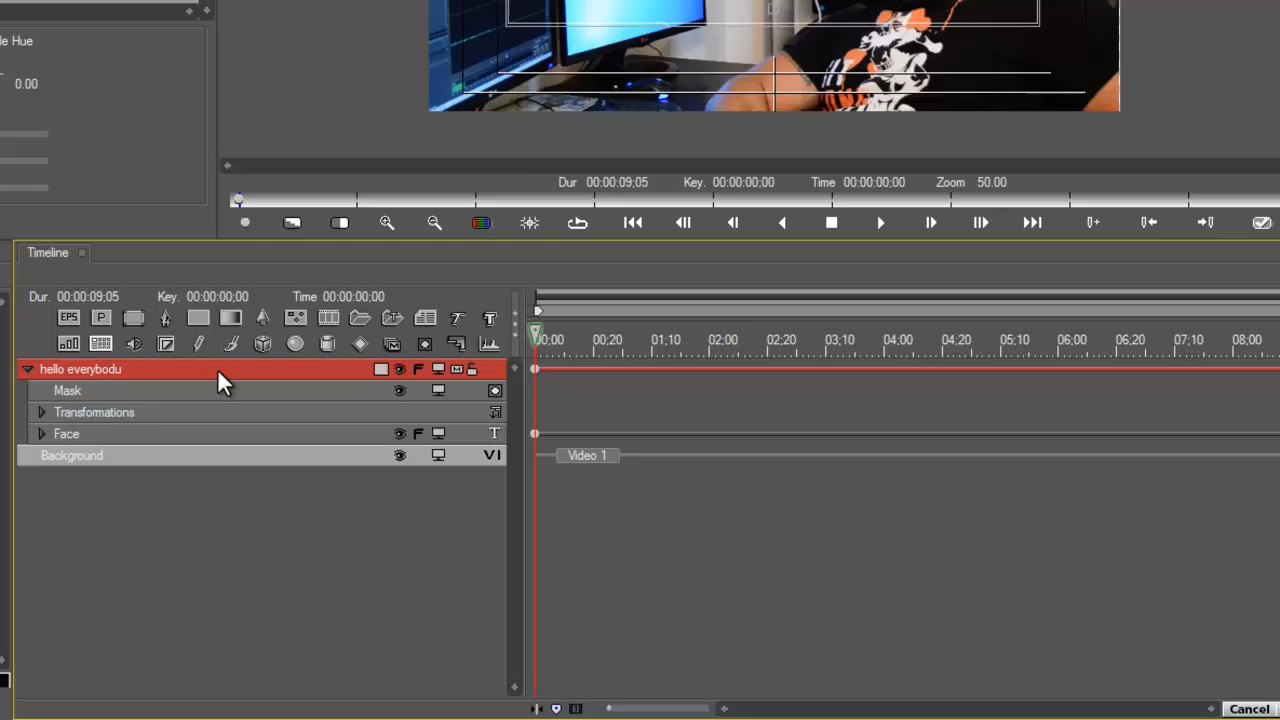 le Hue
0.00
Dur 00:00:09;05 Key. 00:00:00;00 Time 00:00:00;00 Zoom 50.00
Timeline
Dur. 00:00:09;05 Key. 00:00:00;00 Time 00:00:00;00
EPS P T T
00;00 00;20 01;10 02;00 02;20 03;10 04;00 04;20 05;10 06;00 06;20 07;10 08;00
hello everybodu F M
Mask
Transformations
Face F T
Background V1 Video 1
Cancel